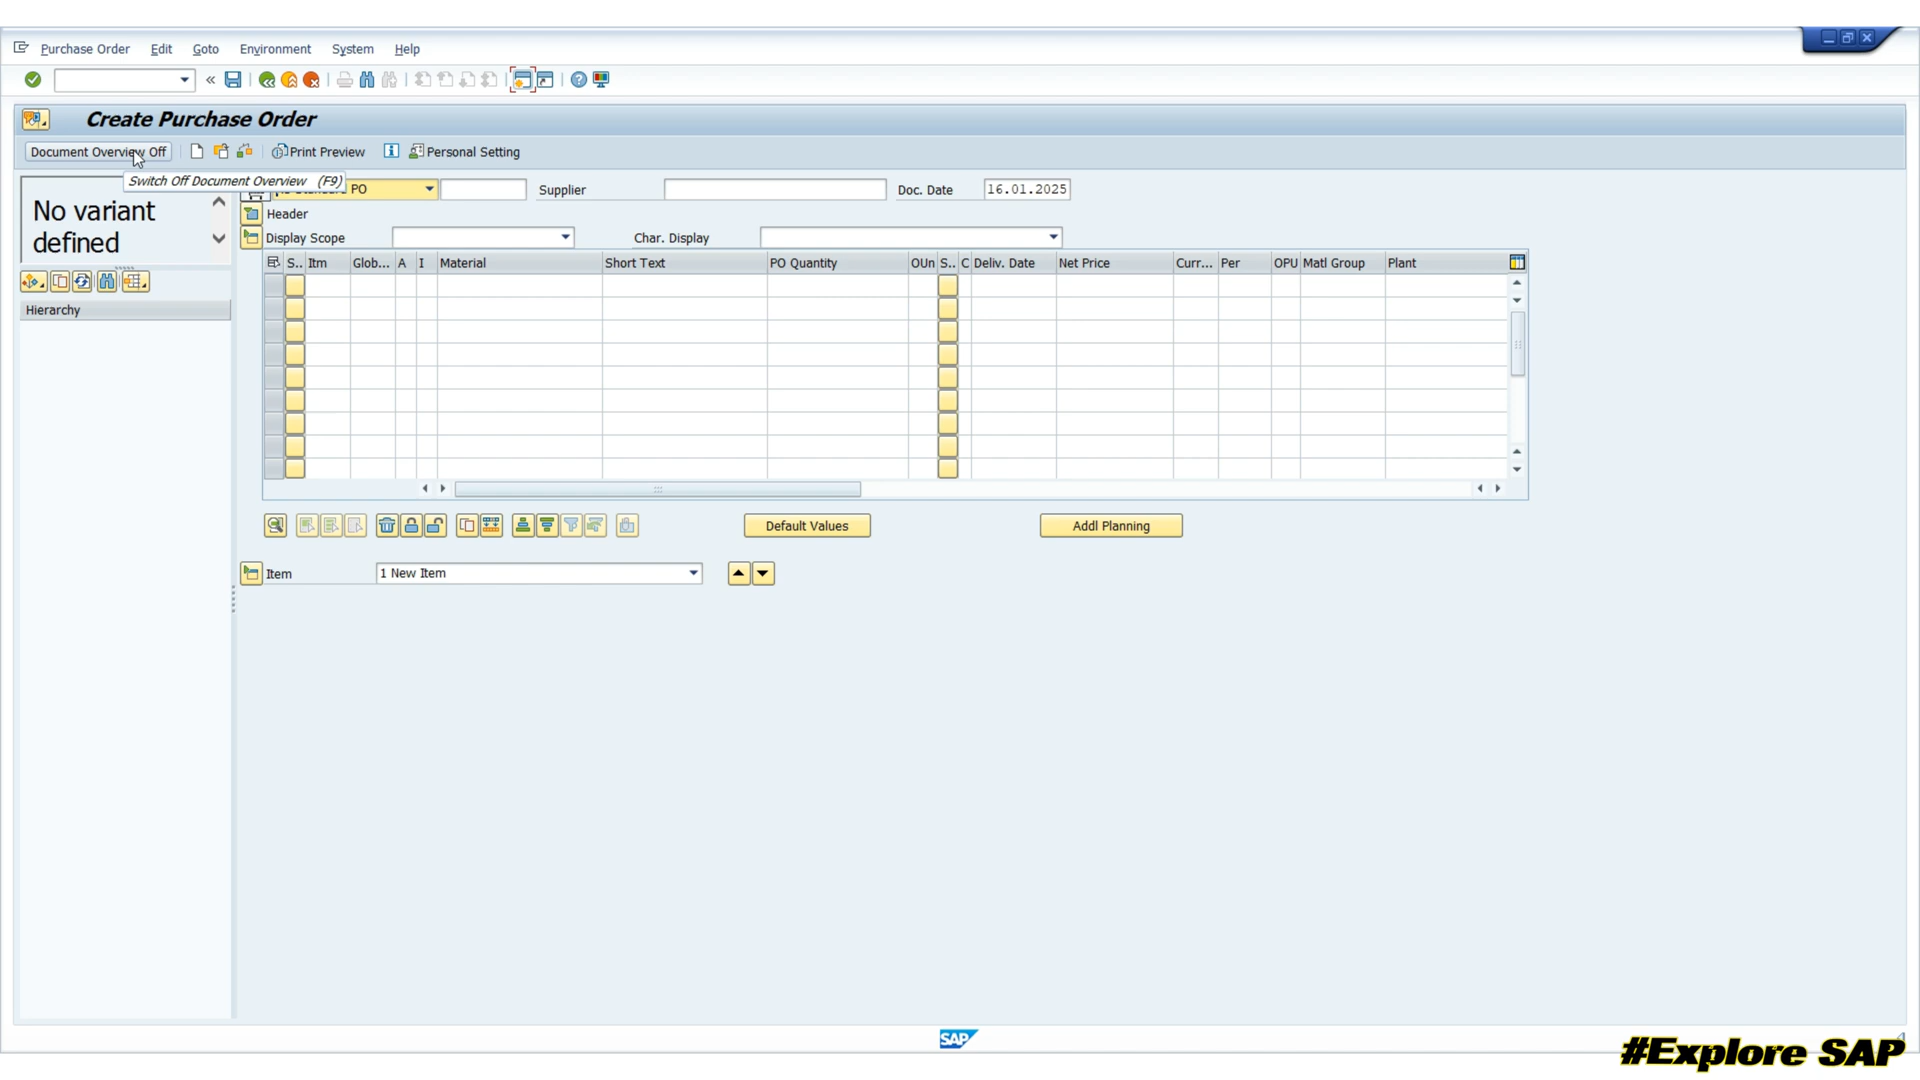 Purchase Order Edit Goto Environment System Help
Create Purchase Order
Document Overview Off Print Preview Personal Setting
Switch Off Document Overview (F9)
PO Supplier Doc. Date 16.01.2025
No variant
defined
Header
Display Scope Char. Display
S.. Itm Glob... A I Material Short Text PO Quantity OUn S.. C Deliv. Date Net Price Curr... Per OPU Matl Group Plant
Hierarchy
Default Values Addl Planning
Item 1 New Item
SAP
#Explore SAP